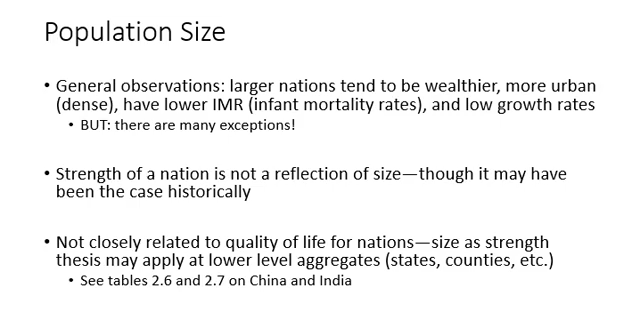 Population Size
• General observations: larger nations tend to be wealthier, more urban
(dense), have lower IMR (infant mortality rates), and low growth rates
• BUT: there are many exceptions!
• Strength of a nation is not a reflection of size—though it may have
been the case historically
• Not closely related to quality of life for nations—size as strength
thesis may apply at lower level aggregates (states, counties, etc.)
• See tables 2.6 and 2.7 on China and India